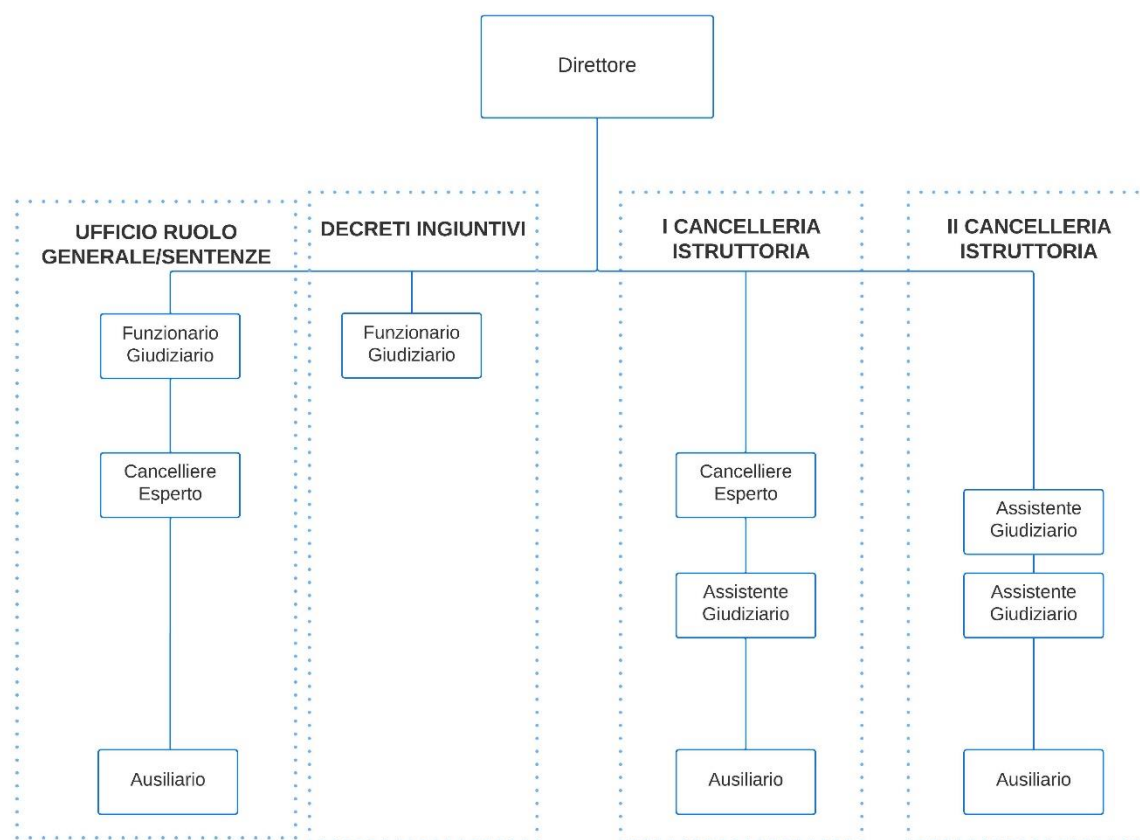 Direttore
UFFICIO RUOLO
GENERALE/SENTENZE
Funzionario
Giudiziario
Cancelliere
Esperto
Ausiliario
DECRETI INGIUNTIVI
Funzionario
Giudiziario
I CANCELLERIA
ISTRUTTORIA
Cancelliere
Esperto
Assistente
Giudiziario
Ausiliario
II CANCELLERIA
ISTRUTTORIA
Assistente
Giudiziario
Assistente
Giudiziario
Ausiliario